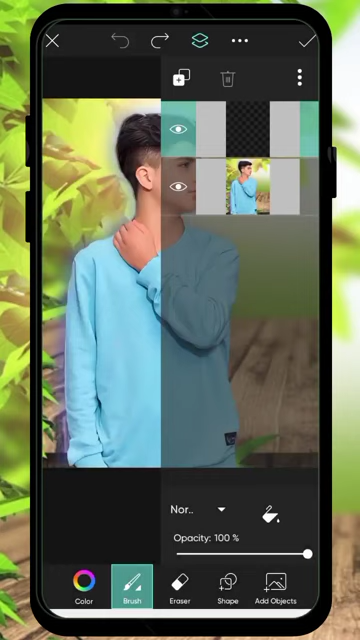 Nor..
Opacity: 100 %
Color
Brush
Eraser
Shape
Add Objects